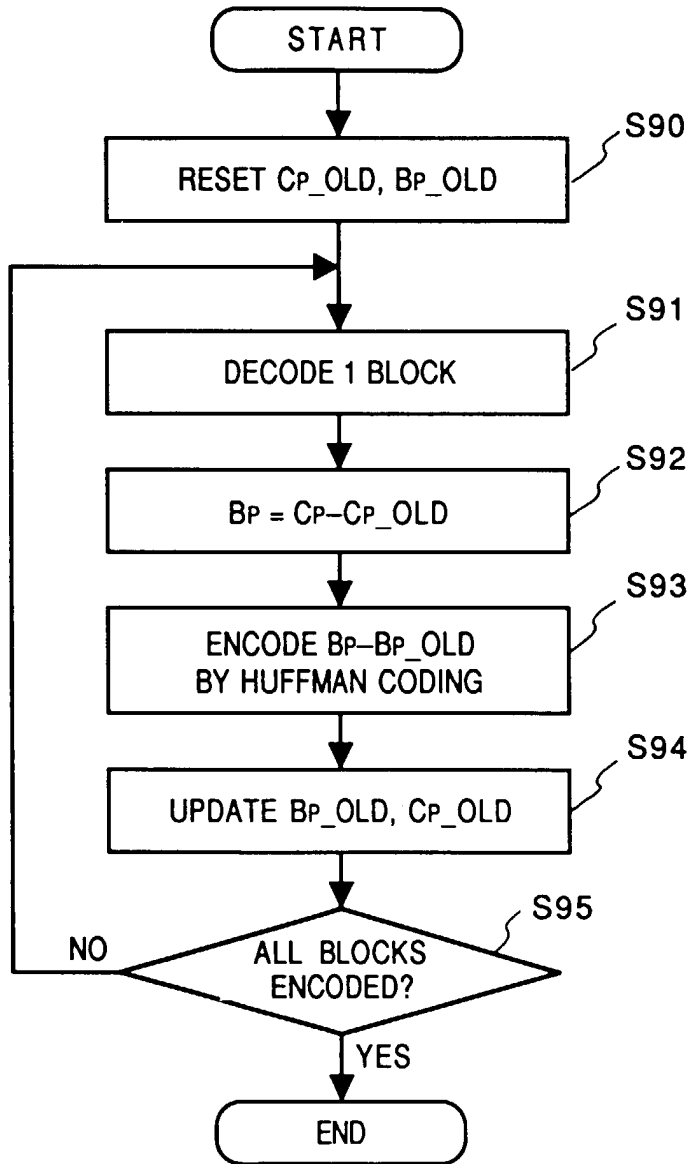 START
S90
RESET CP_OLD, BP_OLD
S91
DECODE 1 BLOCK
S92
BP = CP-CP_OLD
S93
ENCODE BP-BP_OLD
BY HUFFMAN CODING
S94
UPDATE BP_OLD, CP_OLD
S95
NO
ALL BLOCKS
ENCODED?
YES
END